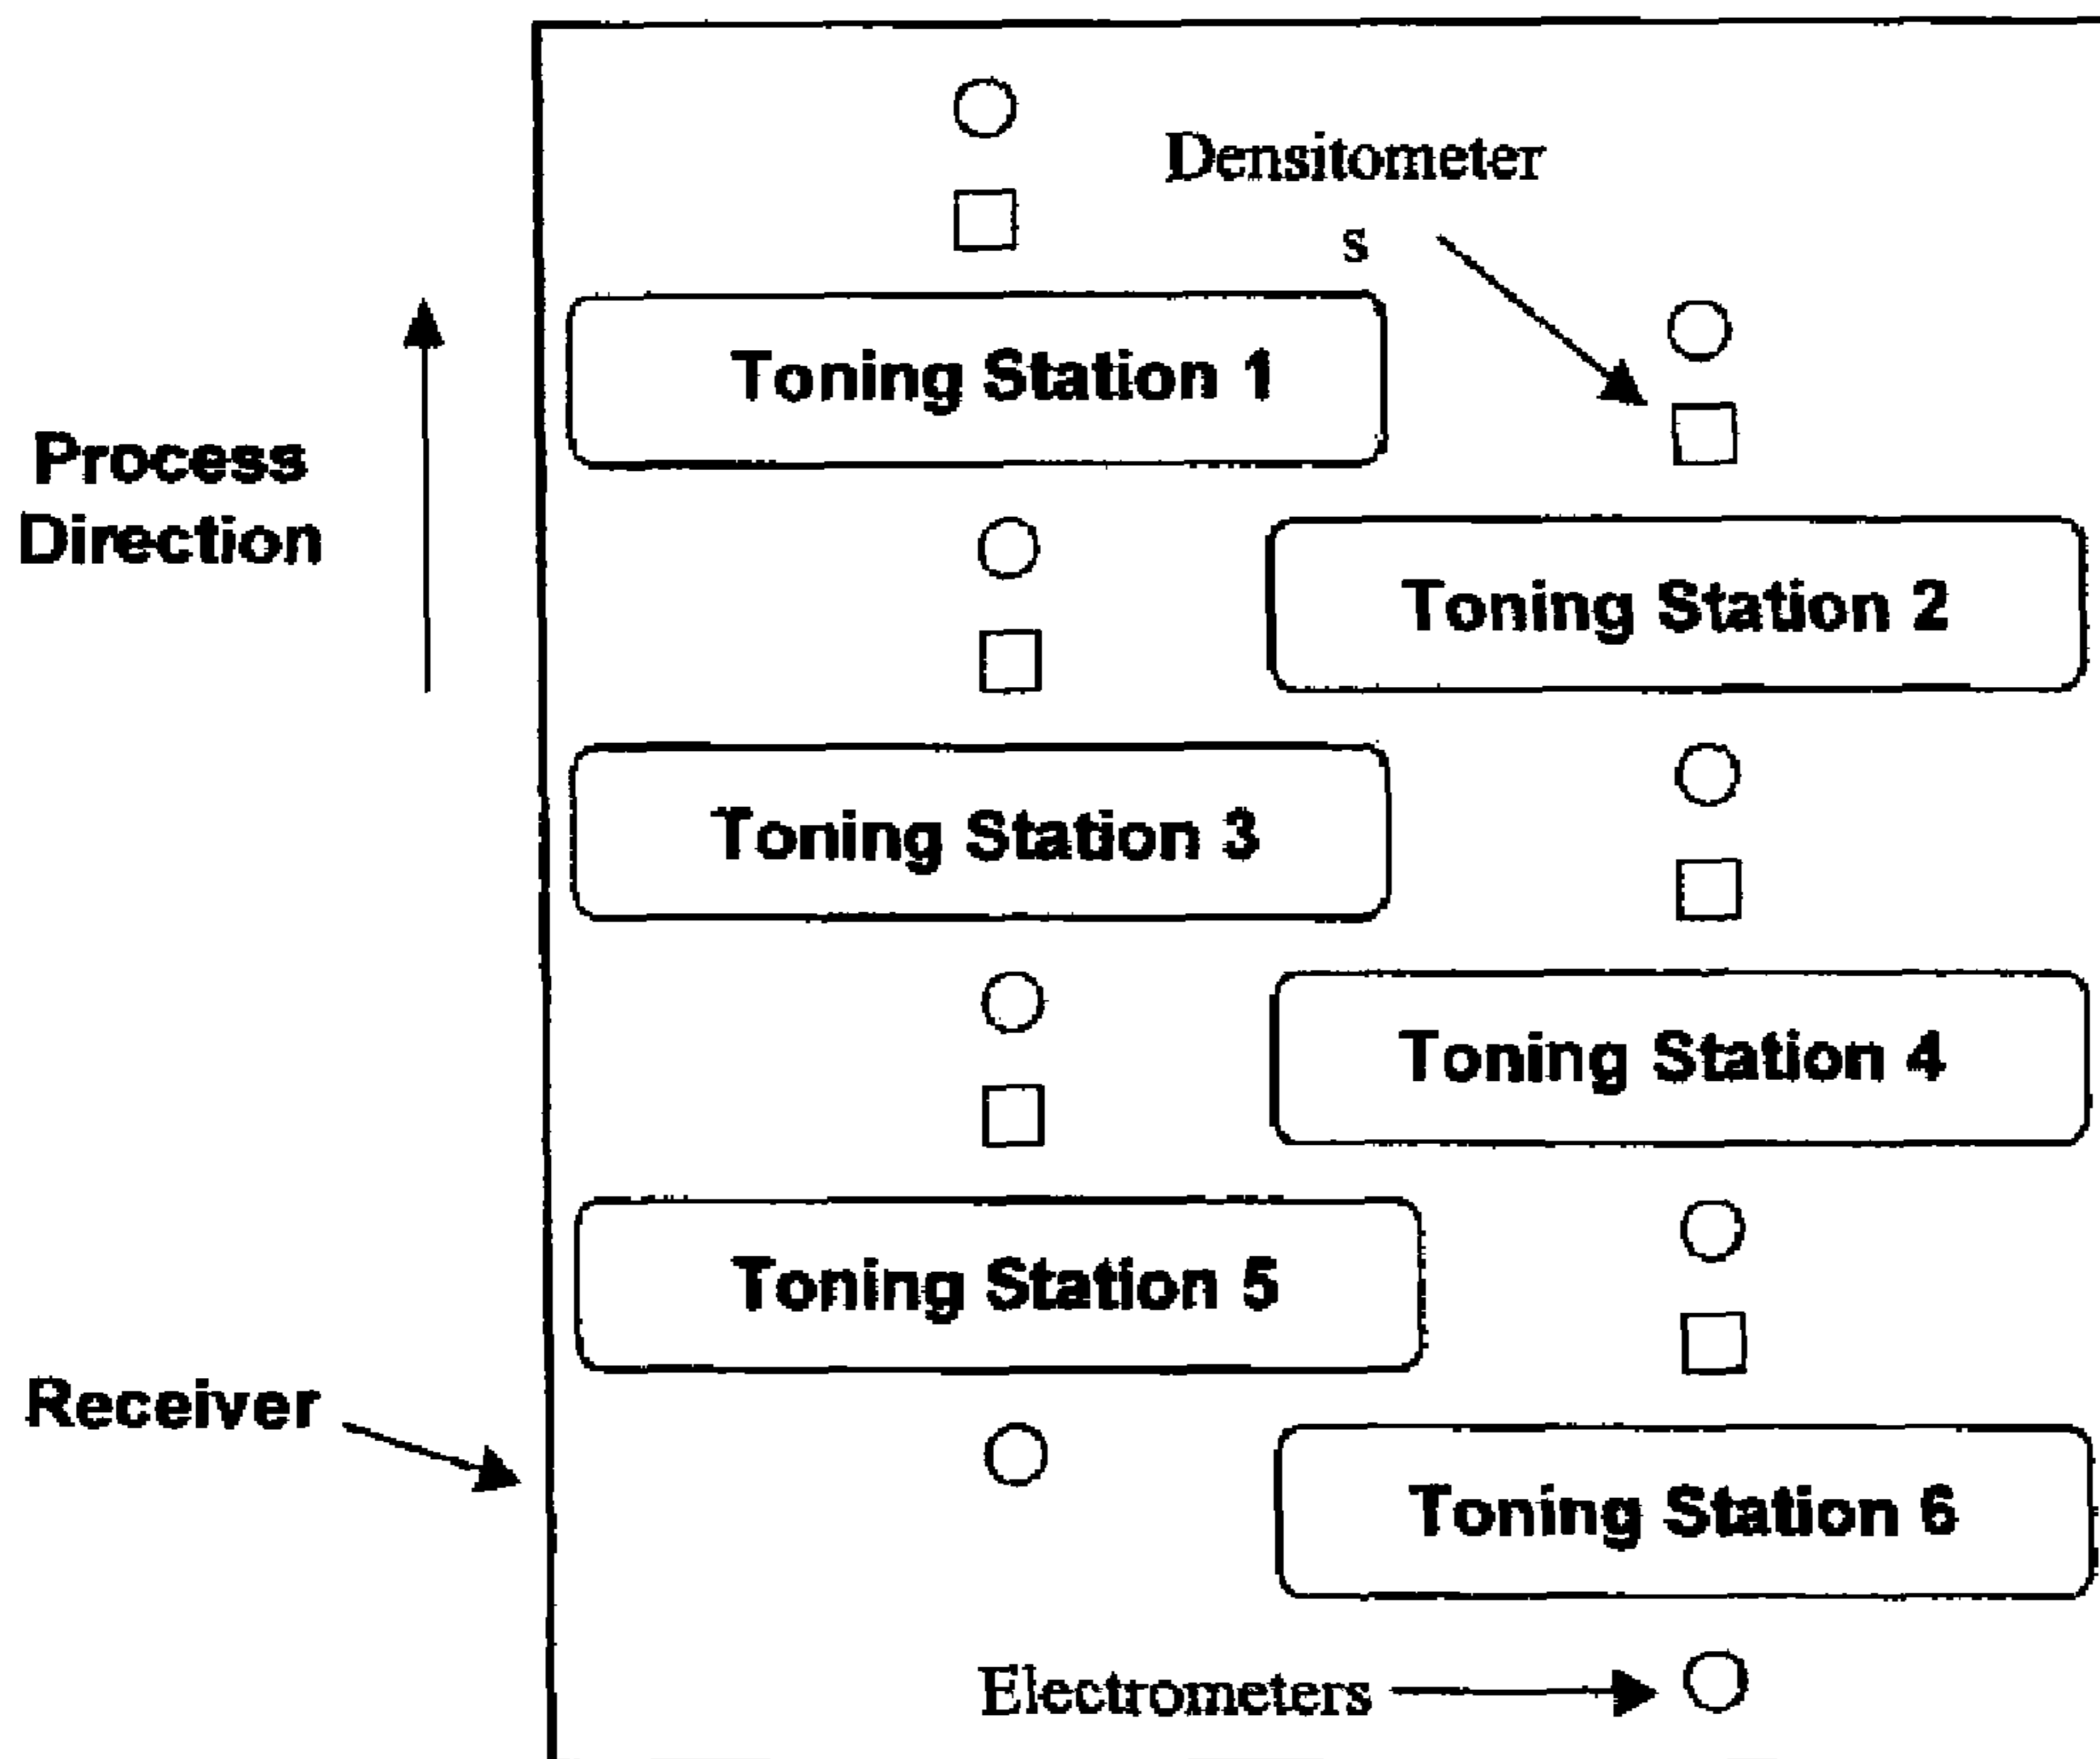 Densitometer
s
Toning Station 1
Process
Direction
Toning Station 2
Toning Station 3
Toning Station 4
Toning Station 5
Receiver
Toning Station 6
Electrometers